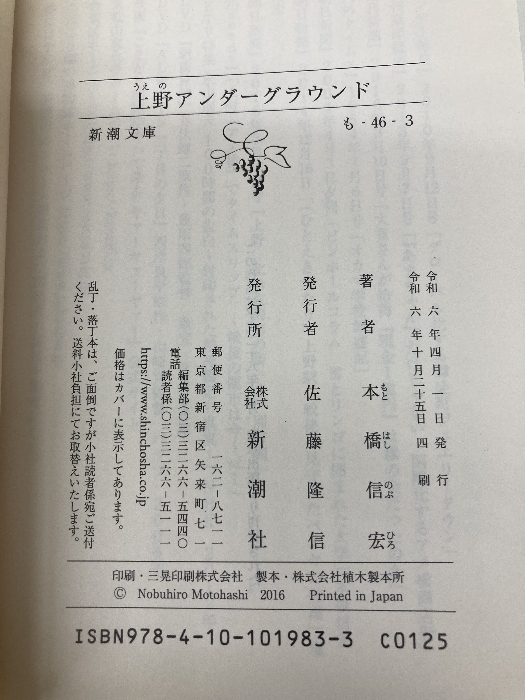 うえの
上野アンダーグラウンド
新潮文庫
も-46-3
令和六年四月一日発行
令和六年十月二十五日四刷
著者 本橋信宏
もと はし のぶ ひろ
発行者 佐藤隆信
発行所 株式会社 新潮社
郵便番号 一六二-八七一一
東京都新宿区矢来町七一
電話 編集部(〇三)三二六六-五四四〇
読者係(〇三)三二六六-五一一一
https://www.shinchosha.co.jp
価格はカバーに表示してあります。
乱丁・落丁本は、ご面倒ですが小社読者係宛ご送付
ください。送料小社負担にてお取替えいたします。
印刷・三晃印刷株式会社 製本・株式会社植木製本所
© Nobuhiro Motohashi 2016 Printed in Japan
ISBN978-4-10-101983-3 C0125